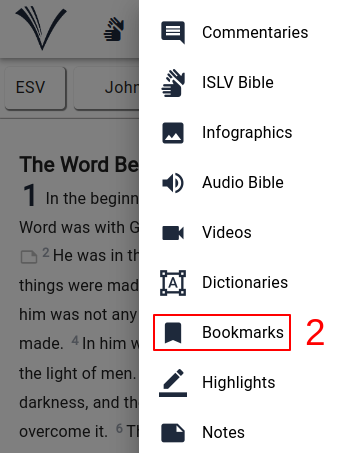 Commentaries
ISLV Bible
Infographics
Audio Bible
Videos
Dictionaries
Bookmarks 2
Highlights
Notes
ESV John
The Word Be
1 In the beginn
Word was with G
2 He was in th
things were mad
him was not any
made. 4 In him w
the light of men.
darkness, and the
overcome it. 6 Th